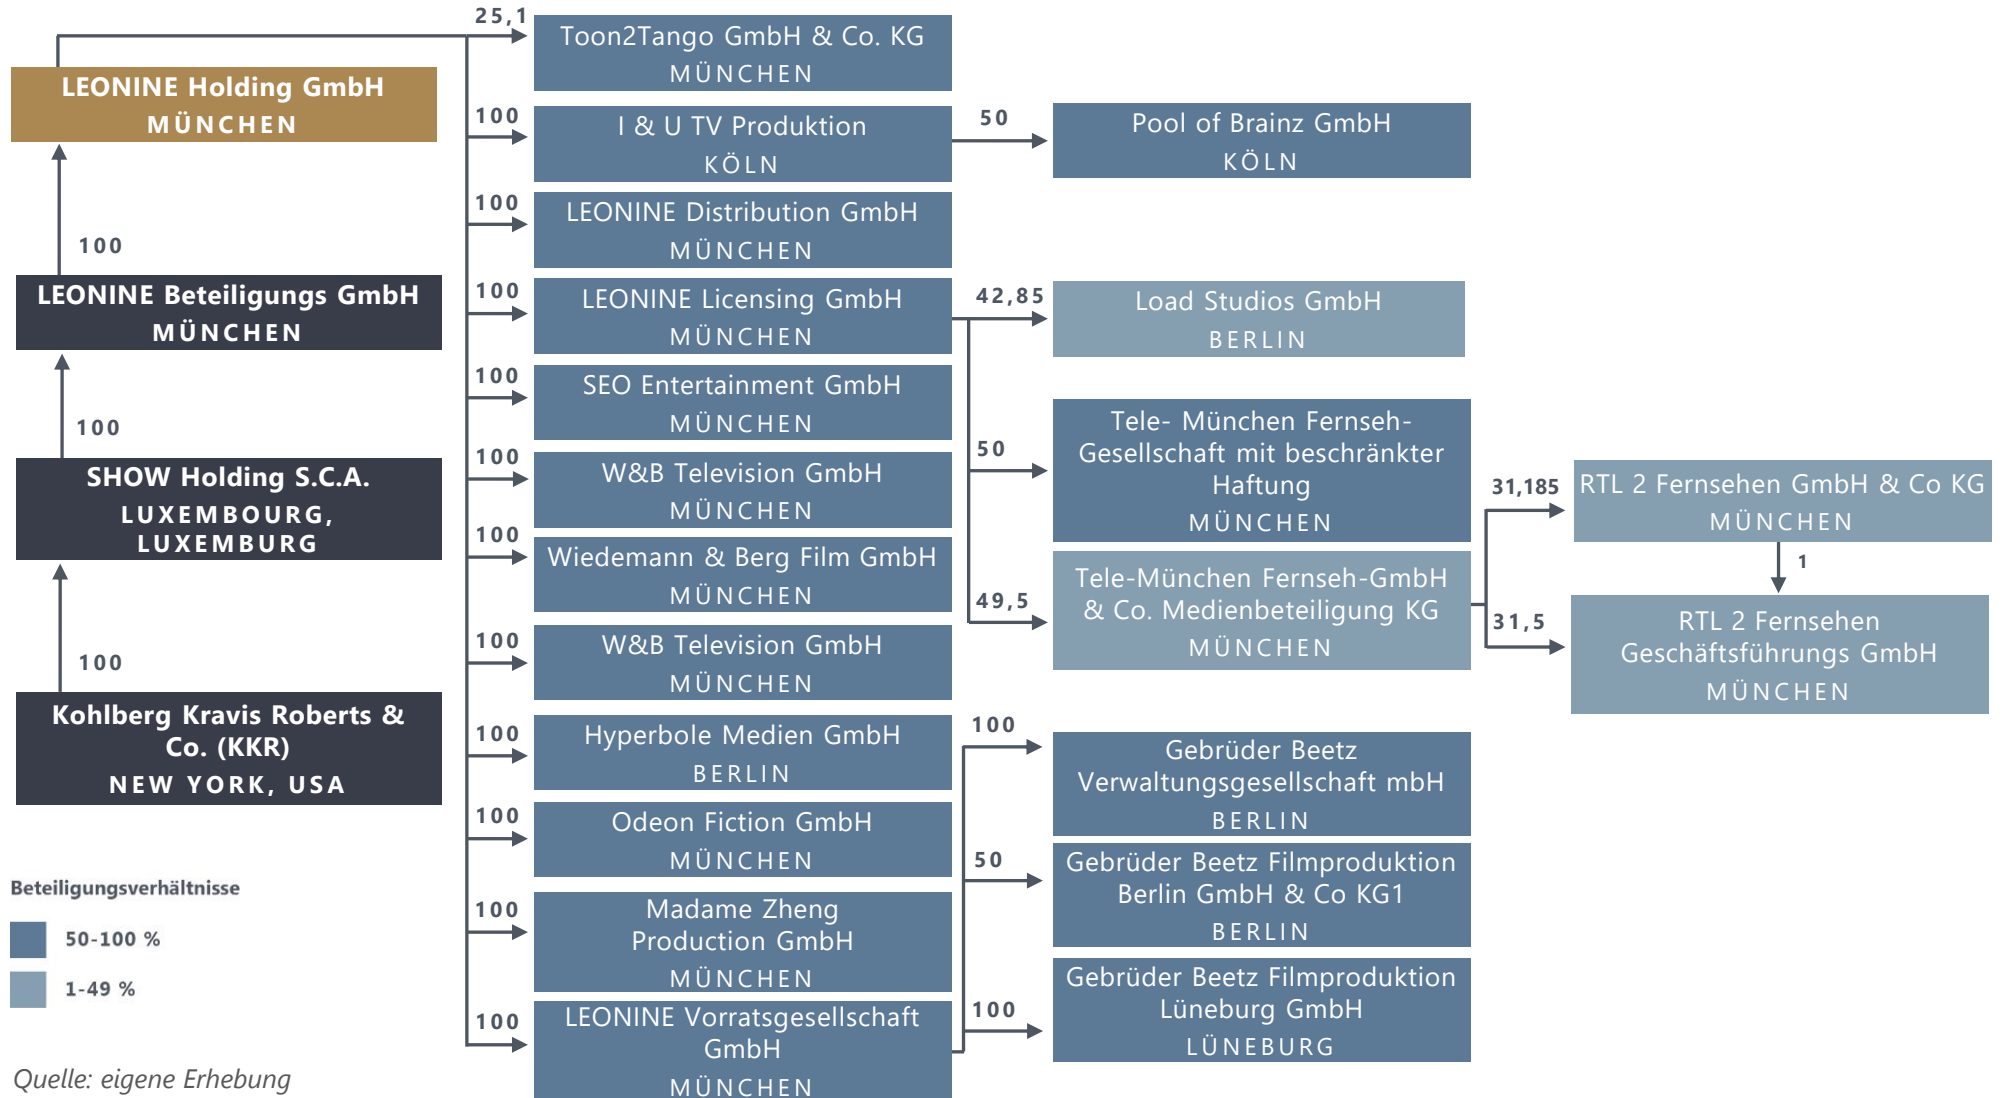 LEONINE Holding GmbH
MÜNCHEN
100
LEONINE Beteiligungs GmbH
MÜNCHEN
100
SHOW Holding S.C.A.
LUXEMBOURG,
LUXEMBURG
100
Kohlberg Kravis Roberts &
Co. (KKR)
NEW YORK, USA
Beteiligungsverhältnisse
50-100 %
1-49 %
Quelle: eigene Erhebung
25,1
Toon2Tango GmbH & Co. KG
MÜNCHEN
100
I & U TV Produktion
KÖLN
50
Pool of Brainz GmbH
KÖLN
100
LEONINE Distribution GmbH
MÜNCHEN
100
LEONINE Licensing GmbH
MÜNCHEN
42,85
Load Studios GmbH
BERLIN
100
SEO Entertainment GmbH
MÜNCHEN
50
Tele- München Fernseh-
Gesellschaft mit beschränkter
Haftung
MÜNCHEN
100
W&B Television GmbH
MÜNCHEN
31,185
RTL 2 Fernsehen GmbH & Co KG
MÜNCHEN
1
100
Wiedemann & Berg Film GmbH
MÜNCHEN
49,5
Tele-München Fernseh-GmbH
& Co. Medienbeteiligung KG
MÜNCHEN
31,5
RTL 2 Fernsehen
Geschäftsführungs GmbH
MÜNCHEN
100
W&B Television GmbH
MÜNCHEN
100
Hyperbole Medien GmbH
BERLIN
100
Gebrüder Beetz
Verwaltungsgesellschaft mbH
BERLIN
100
Odeon Fiction GmbH
MÜNCHEN
50
Gebrüder Beetz Filmproduktion
Berlin GmbH & Co KG1
BERLIN
100
Madame Zheng
Production GmbH
MÜNCHEN
100
Gebrüder Beetz Filmproduktion
Lüneburg GmbH
LÜNEBURG
100
LEONINE Vorratsgesellschaft
GmbH
MÜNCHEN